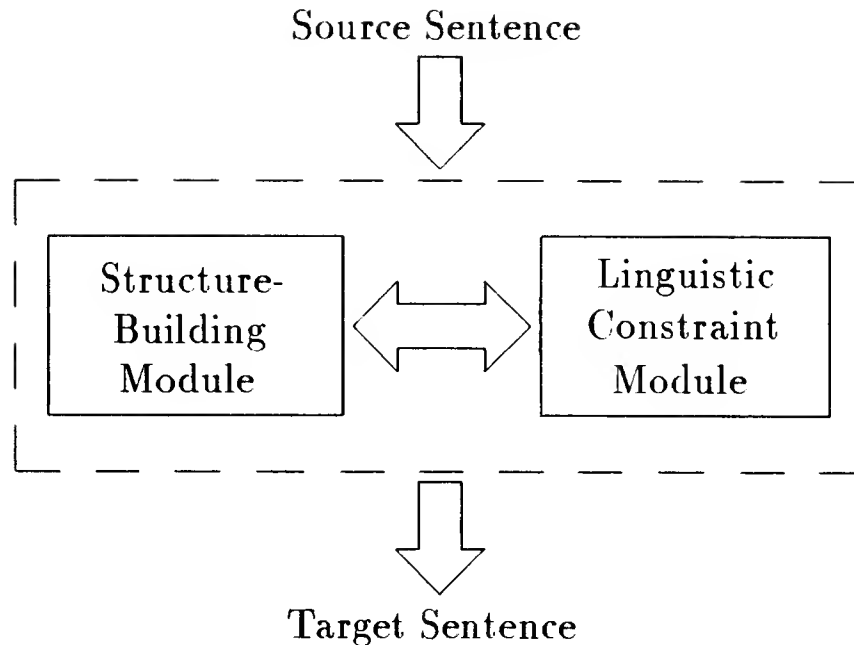 Source Sentence
Structure-
Building
Module
Linguistic
Constraint
Module
Target Sentence